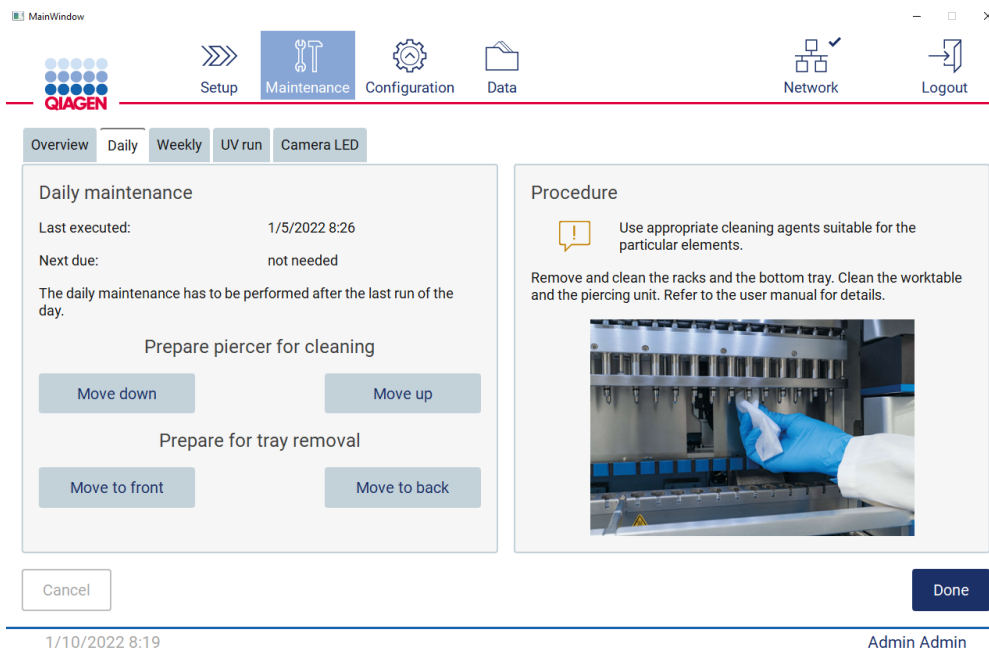 MainWindow
QIAGEN
Setup
Maintenance
Configuration
Data
Network
Logout
Overview
Daily
Weekly
UV run
Camera LED
Daily maintenance
Last executed: 1/5/2022 8:26
Next due: not needed
The daily maintenance has to be performed after the last run of the
day.
Prepare piercer for cleaning
Move down
Move up
Prepare for tray removal
Move to front
Move to back
Procedure
Use appropriate cleaning agents suitable for the
particular elements.
Remove and clean the racks and the bottom tray. Clean the worktable
and the piercing unit. Refer to the user manual for details.
Cancel
Done
1/10/2022 8:19
Admin Admin